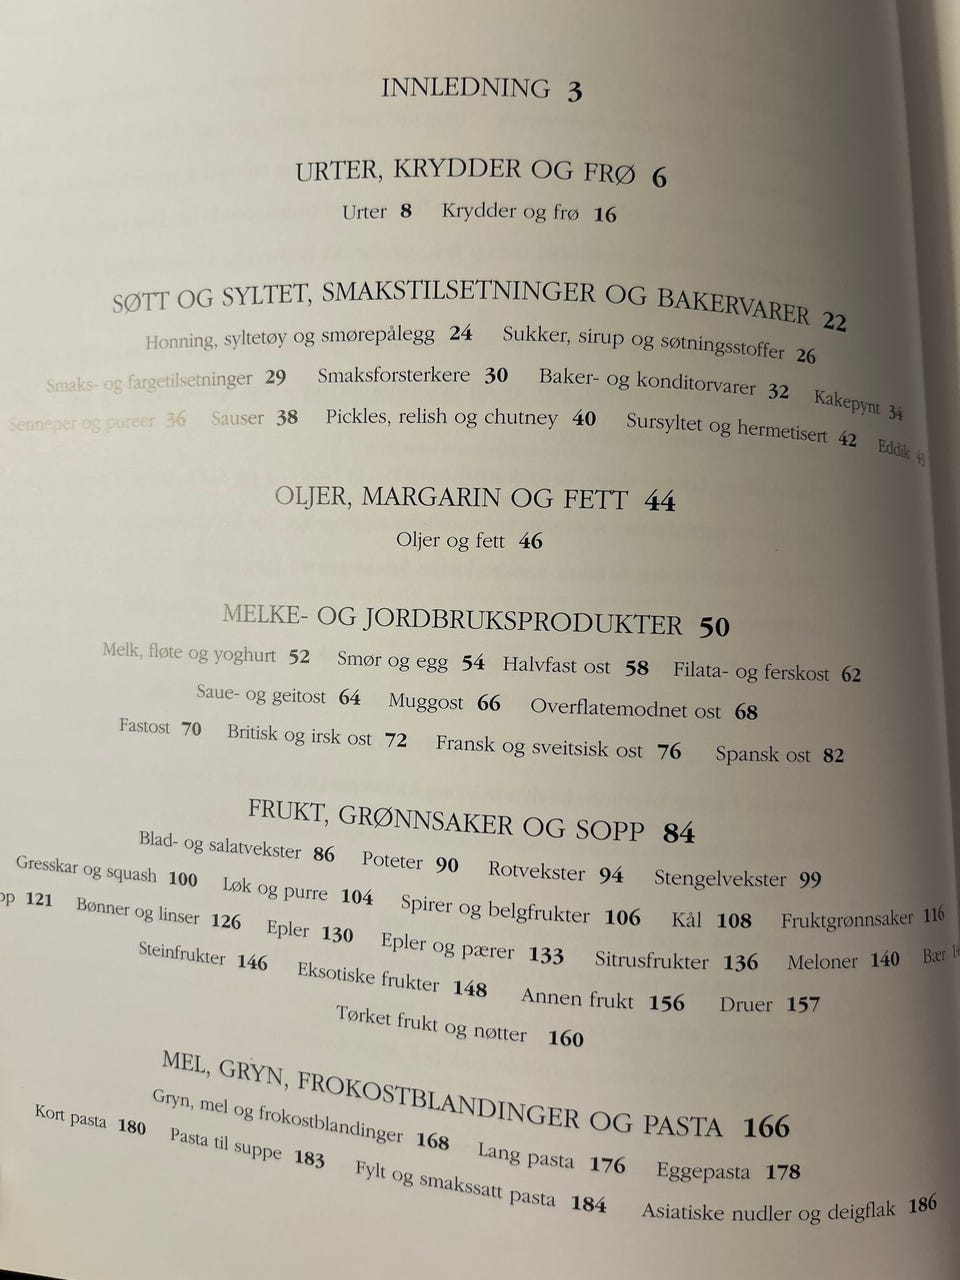 INNLEDNING 3
URTER, KRYDDER OG FRØ 6
Urter 8 Krydder og frø 16
SØTT OG SYLTET, SMAKSTILSETNINGER OG BAKERVARER 22
Honning, syltetøy og smørepålegg 24 Sukker, sirup og søtningsstoffer 26
Smaks- og fargetilsetninger 29 Smaksforsterkere 30 Baker- og konditorvarer 32 Kakepynt 34
Senneper og pureer 36 Sauser 38 Pickles, relish og chutney 40 Sursyltet og hermetisert 42 Eddik
OLJER, MARGARIN OG FETT 44
Oljer og fett 46
MELKE- OG JORDBRUKSPRODUKTER 50
Melk, fløte og yoghurt 52 Smør og egg 54 Halvfast ost 58 Filata- og ferskost 62
Saue- og geitost 64 Muggost 66 Overflatemodnet ost 68
Fastost 70 Britisk og irsk ost 72 Fransk og sveitsisk ost 76 Spansk ost 82
FRUKT, GRØNNSAKER OG SOPP 84
Blad- og salatvekster 86 Poteter 90 Rotvekster 94 Stengelvekster 99
Gresskar og squash 100 Løk og purre 104 Spirer og belgfrukter 106 Kål 108 Fruktgrønnsaker 116
121 Bønner og linser 126 Epler 130 Epler og pærer 133 Sitrusfrukter 136 Meloner 140 Bær
Steinfrukter 146 Eksotiske frukter 148 Annen frukt 156 Druer 157
Tørket frukt og nøtter 160
MEL, GRYN, FROKOSTBLANDINGER OG PASTA 166
Gryn, mel og frokostblandinger 168 Lang pasta 176 Eggepasta 178
Kort pasta 180 Pasta til suppe 183 Fylt og smakssatt pasta 184 Asiatiske nudler og deigflak 186